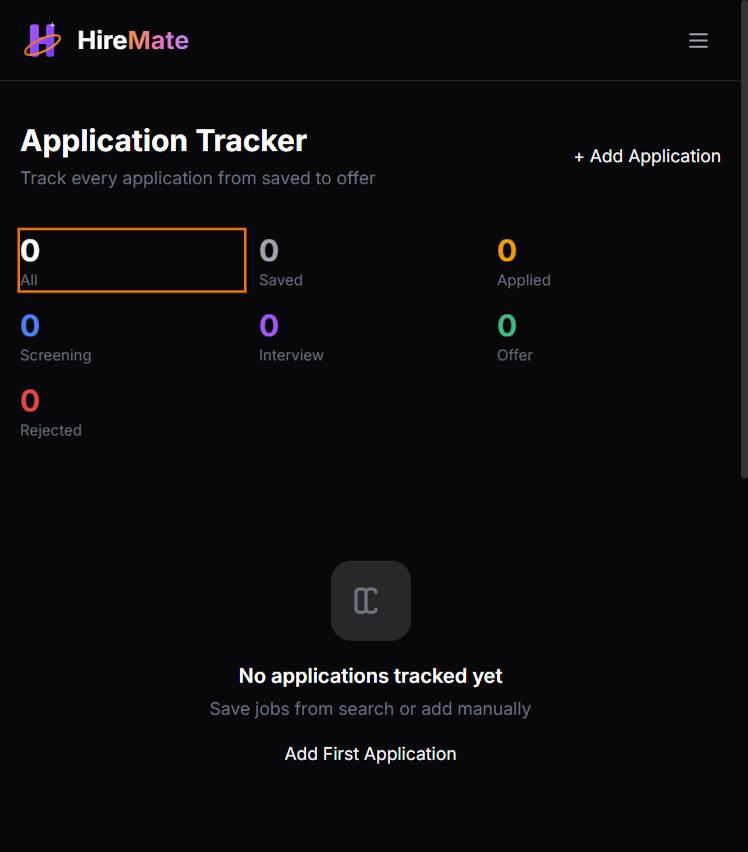 HireMate
Application Tracker
+ Add Application
Track every application from saved to offer
0 0 0
All Saved Applied
0 0 0
Screening Interview Offer
0
Rejected
No applications tracked yet
Save jobs from search or add manually
Add First Application